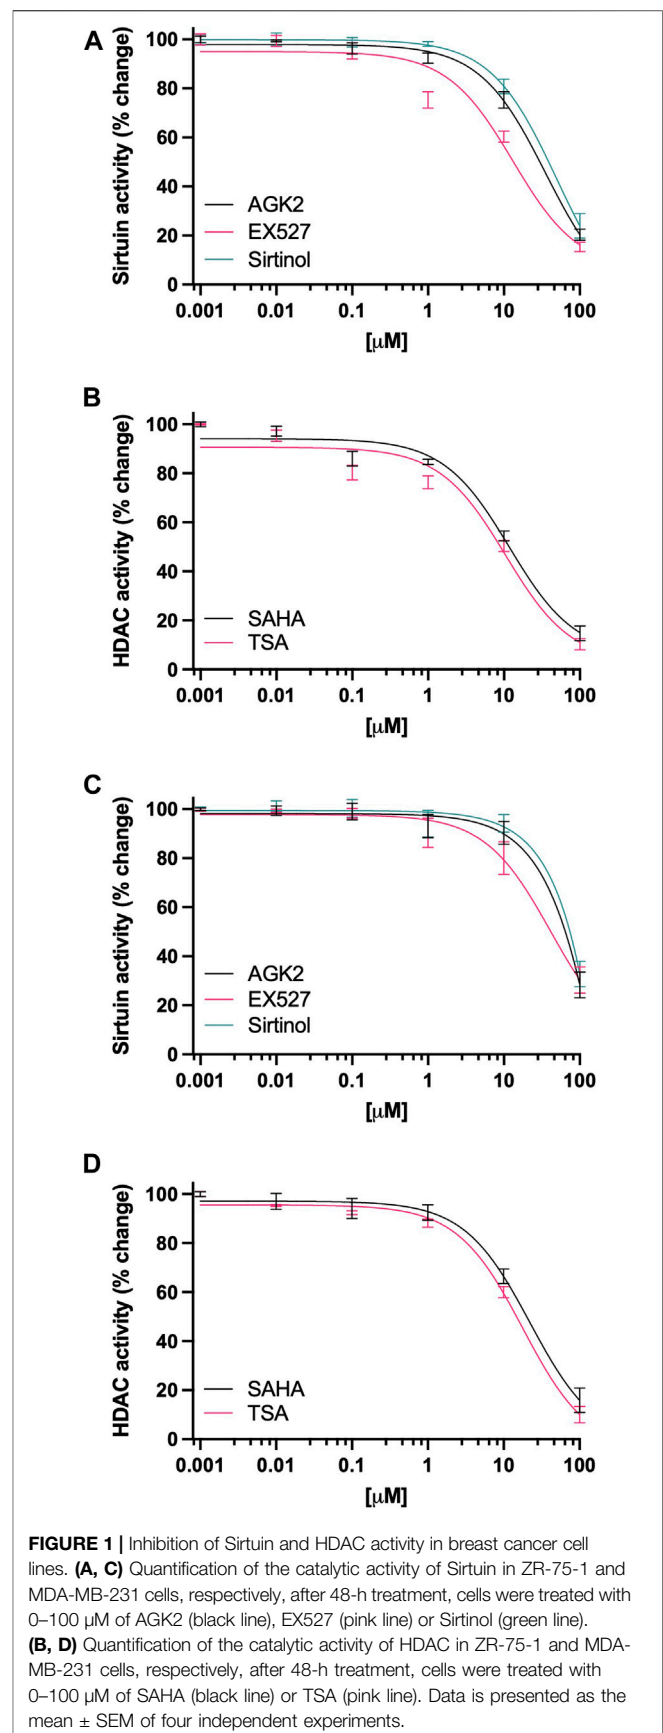 A
Sirtuin activity (% change)
100
80
60
40
20
0
AGK2
EX527
Sirtinol
0.001 0.01 0.1 1 10 100
[μM]
B
HDAC activity (% change)
100
80
60
40
20
0
SAHA
TSA
0.001 0.01 0.1 1 10 100
[μM]
C
Sirtuin activity (% change)
100
80
60
40
20
0
AGK2
EX527
Sirtinol
0.001 0.01 0.1 1 10 100
[μM]
D
HDAC activity (% change)
100
80
60
40
20
0
SAHA
TSA
0.001 0.01 0.1 1 10 100
[μM]
FIGURE 1 | Inhibition of Sirtuin and HDAC activity in breast cancer cell
lines. (A, C) Quantification of the catalytic activity of Sirtuin in ZR-75-1 and
MDA-MB-231 cells, respectively, after 48-h treatment, cells were treated with
0–100 μM of AGK2 (black line), EX527 (pink line) or Sirtinol (green line).
(B, D) Quantification of the catalytic activity of HDAC in ZR-75-1 and MDA-
MB-231 cells, respectively, after 48-h treatment, cells were treated with
0–100 μM of SAHA (black line) or TSA (pink line). Data is presented as the
mean ± SEM of four independent experiments.